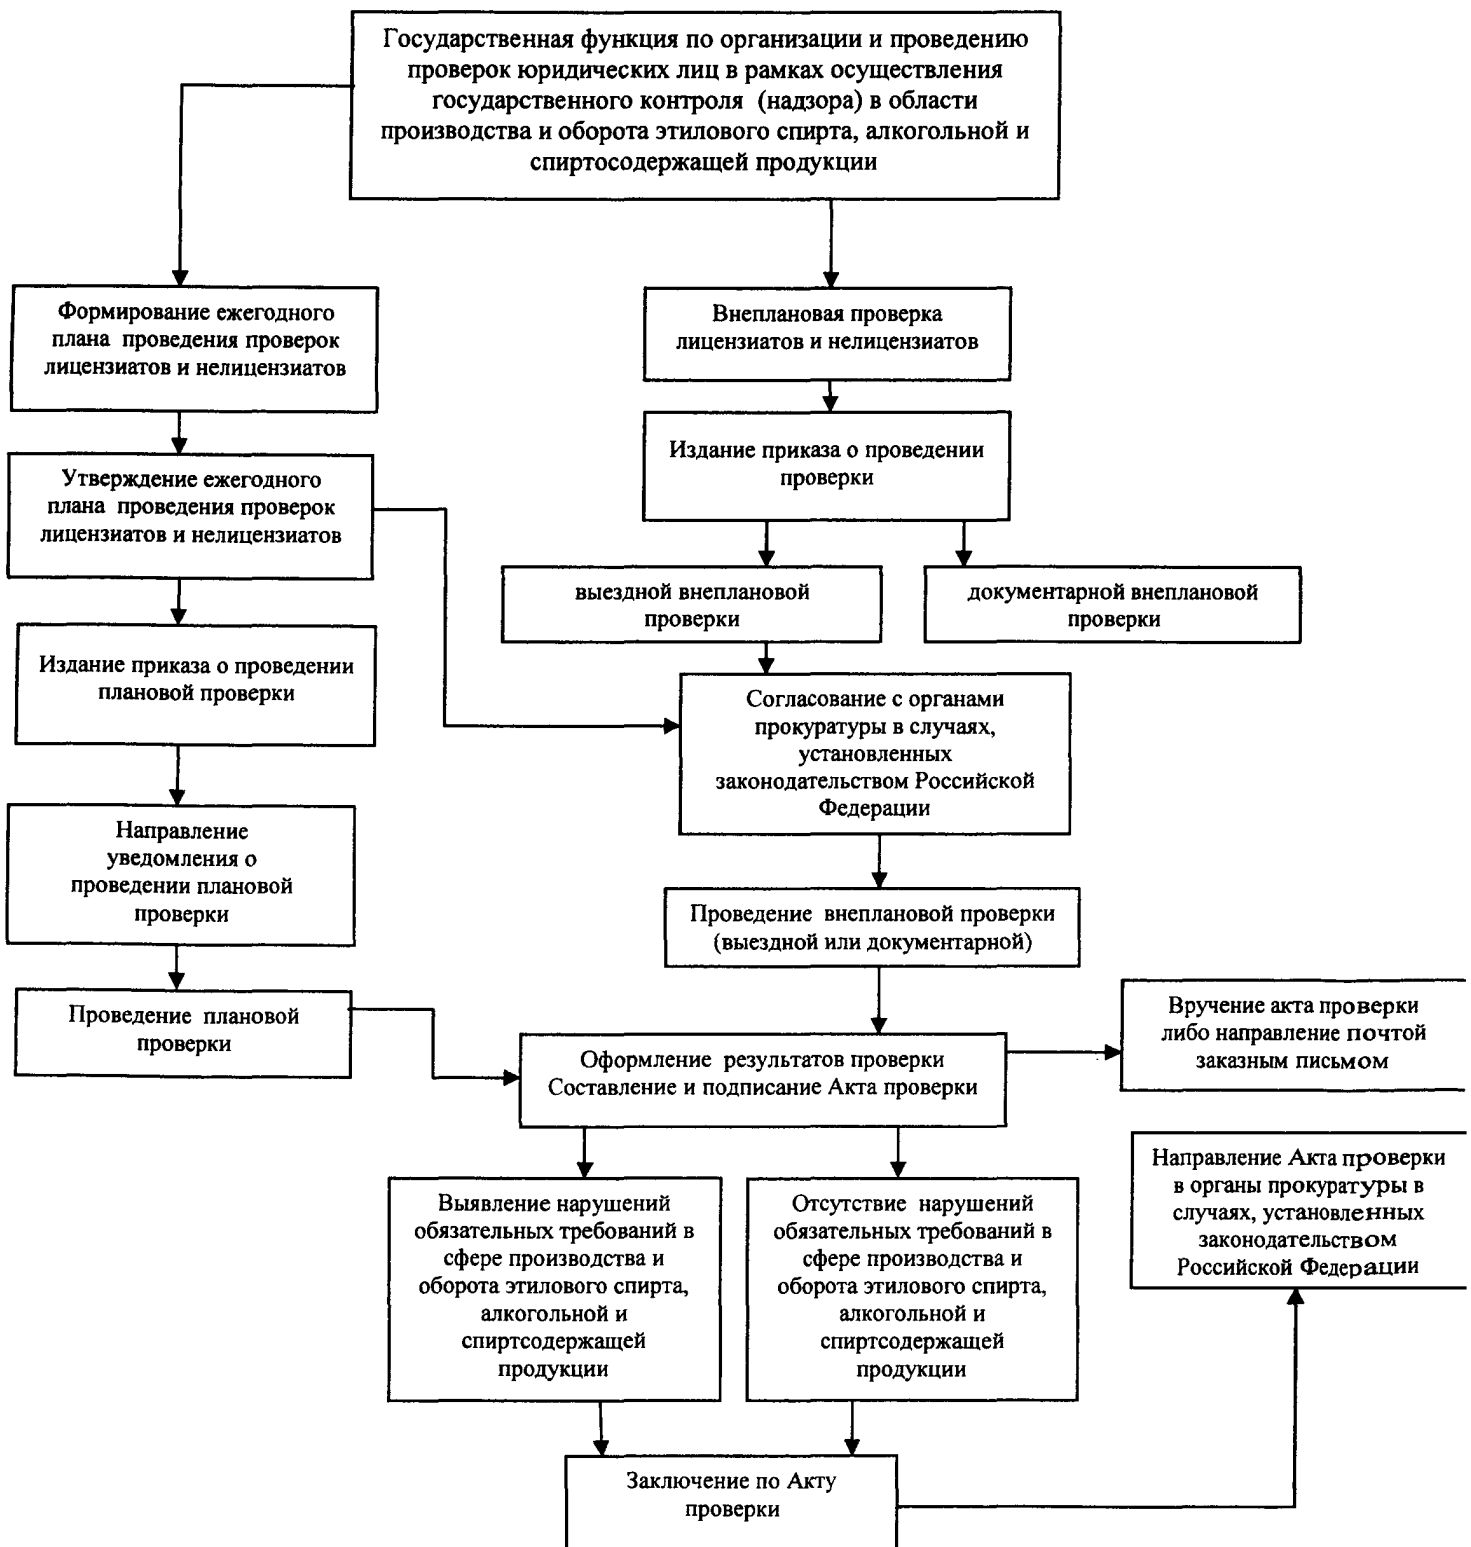 Государственная функция по организации и проведению
проверок юридических лиц в рамках осуществления
государственного контроля (надзора) в области
производства и оборота этилового спирта, алкогольной и
спиртосодержащей продукции
Формирование ежегодного
плана проведения проверок
лицензиатов и нелицензиатов
Внеплановая проверка
лицензиатов и нелицензиатов
Утверждение ежегодного
плана проведения проверок
лицензиатов и нелицензиатов
Издание приказа о проведении
проверки
выездной внеплановой
проверки
документарной внеплановой
проверки
Издание приказа о проведении
плановой проверки
Согласование с органами
прокуратуры в случаях,
установленных
законодательством Российской
Федерации
Направление
уведомления о
проведении плановой
проверки
Проведение внеплановой проверки
(выездной или документарной)
Проведение плановой
проверки
Оформление результатов проверки
Составление и подписание Акта проверки
Вручение акта проверки
либо направление почтой
заказным письмом
Направление Акта проверки
в органы прокуратуры в
случаях, установленных
законодательством
Российской Федерации
Выявление нарушений
обязательных требований в
сфере производства и
оборота этилового спирта,
алкогольной и
спиртсодержащей
продукции
Отсутствие нарушений
обязательных требований в
сфере производства и
оборота этилового спирта,
алкогольной и
спиртсодержащей
продукции
Заключение по Акту
проверки